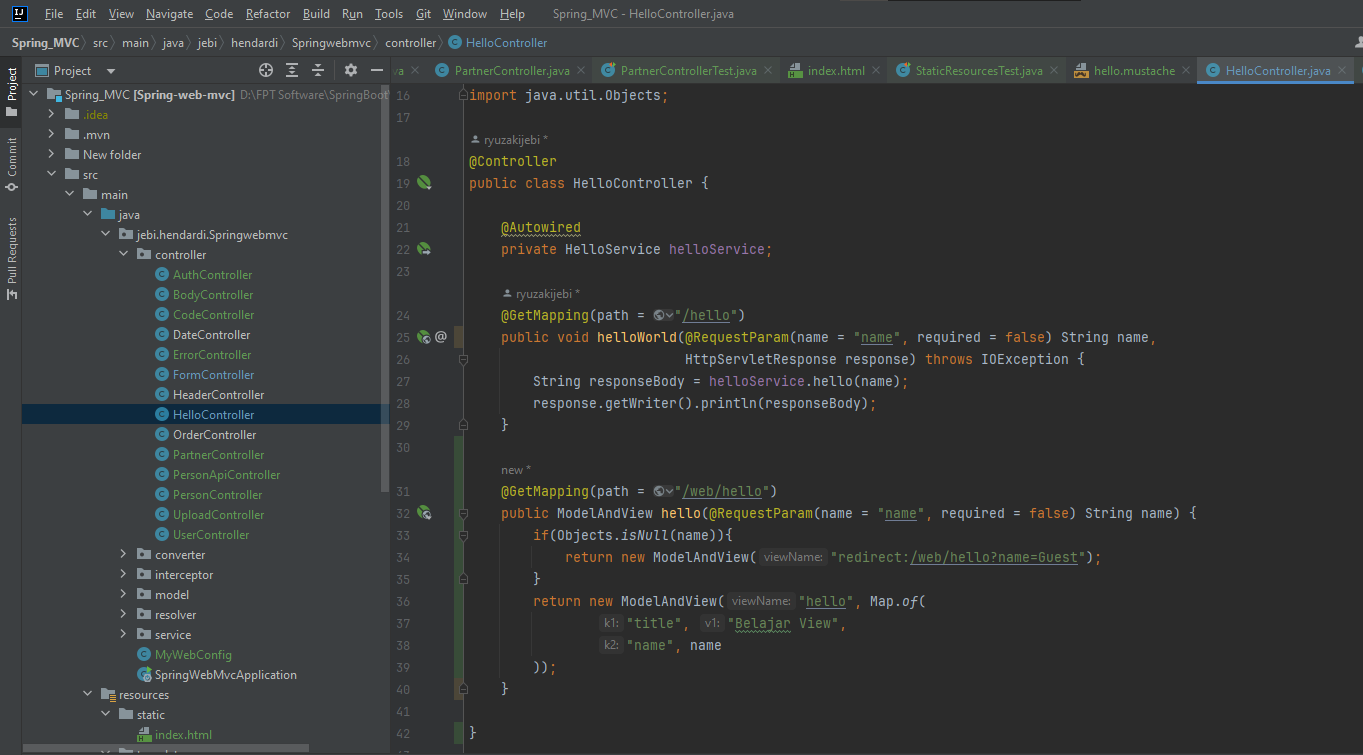 File Edit View Navigate Code Refactor Build Run Tools Git Window Help Spring_MVC - HelloController.java
Spring_MVC src main java jebi hendardi Springwebmvc controller HelloController
Project
va PartnerController.java PartnerControllerTest.java index.html StaticResourcesTest.java hello.mustache HelloController.java
Project
Commit
Pull Requests
Spring_MVC [Spring-web-mvc] D:\FPT Software\SpringBoot\
.idea
.mvn
New folder
src
main
java
jebi.hendardi.Springwebmvc
controller
AuthController
BodyController
CodeController
DateController
ErrorController
FormController
HeaderController
HelloController
OrderController
PartnerController
PersonApiController
PersonController
UploadController
UserController
converter
interceptor
model
resolver
service
MyWebConfig
SpringWebMvcApplication
resources
static
index.html
16 import java.util.Objects;
17
ryuzakijebi *
18 @Controller
19 public class HelloController {
20
21 @Autowired
22 private HelloService helloService;
23
ryuzakijebi *
24 @GetMapping(path = "/hello")
25 @ public void helloWorld(@RequestParam(name = "name", required = false) String name,
26 HttpServletResponse response) throws IOException {
27 String responseBody = helloService.hello(name);
28 response.getWriter().println(responseBody);
29 }
30
new *
31 @GetMapping(path = "/web/hello")
32 public ModelAndView hello(@RequestParam(name = "name", required = false) String name) {
33 if(Objects.isNull(name)){
34 return new ModelAndView( viewName: "redirect:/web/hello?name=Guest");
35 }
36 return new ModelAndView( viewName: "hello", Map.of(
37 k1: "title", v1: "Belajar View",
38 k2: "name", name
39 ));
40 }
41
42 }